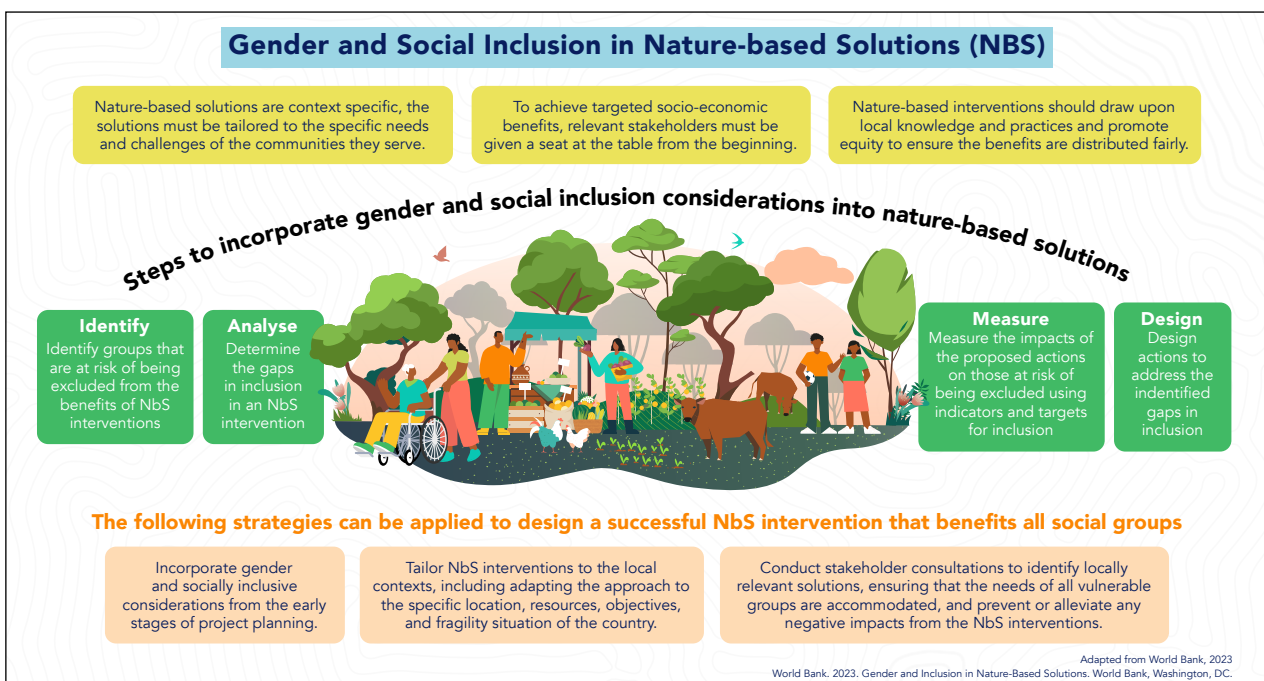 Gender and Social Inclusion in Nature-based Solutions (NBS)
Nature-based solutions are context specific, the
solutions must be tailored to the specific needs
and challenges of the communities they serve.
To achieve targeted socio-economic
benefits, relevant stakeholders must be
given a seat at the table from the beginning.
Nature-based interventions should draw upon
local knowledge and practices and promote
equity to ensure the benefits are distributed fairly.
Steps to incorporate gender and social inclusion considerations into nature-based solutions
Identify
Identify groups that
are at risk of being
excluded from the
benefits of NbS
interventions
Analyse
Determine
the gaps
in inclusion
in an NbS
intervention
Measure
Measure the impacts of
the proposed actions
on those at risk of
being excluded using
indicators and targets
for inclusion
Design
Design
actions to
address the
indentified
gaps in
inclusion
The following strategies can be applied to design a successful NbS intervention that benefits all social groups
Incorporate gender
and socially inclusive
considerations from the early
stages of project planning.
Tailor NbS interventions to the local
contexts, including adapting the approach to
the specific location, resources, objectives,
and fragility situation of the country.
Conduct stakeholder consultations to identify locally
relevant solutions, ensuring that the needs of all vulnerable
groups are accommodated, and prevent or alleviate any
negative impacts from the NbS interventions.
Adapted from World Bank, 2023
World Bank. 2023. Gender and Inclusion in Nature-Based Solutions. World Bank, Washington, DC.